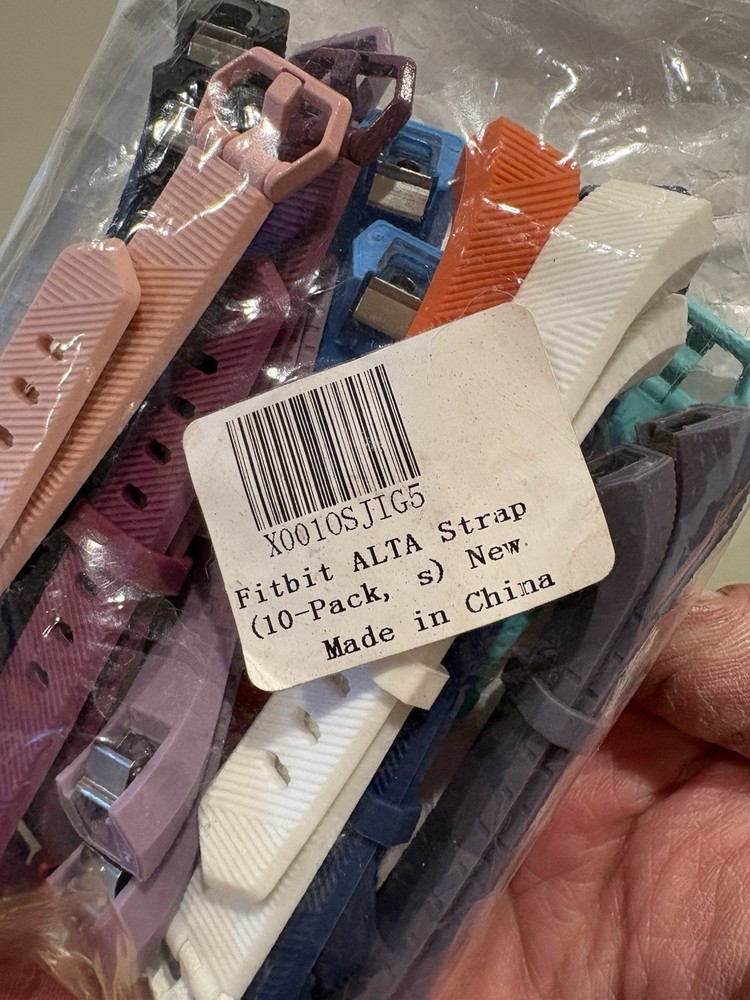 X0010SJIG5
Fitbit ALTA Strap
(10-Pack, s) New
Made in China